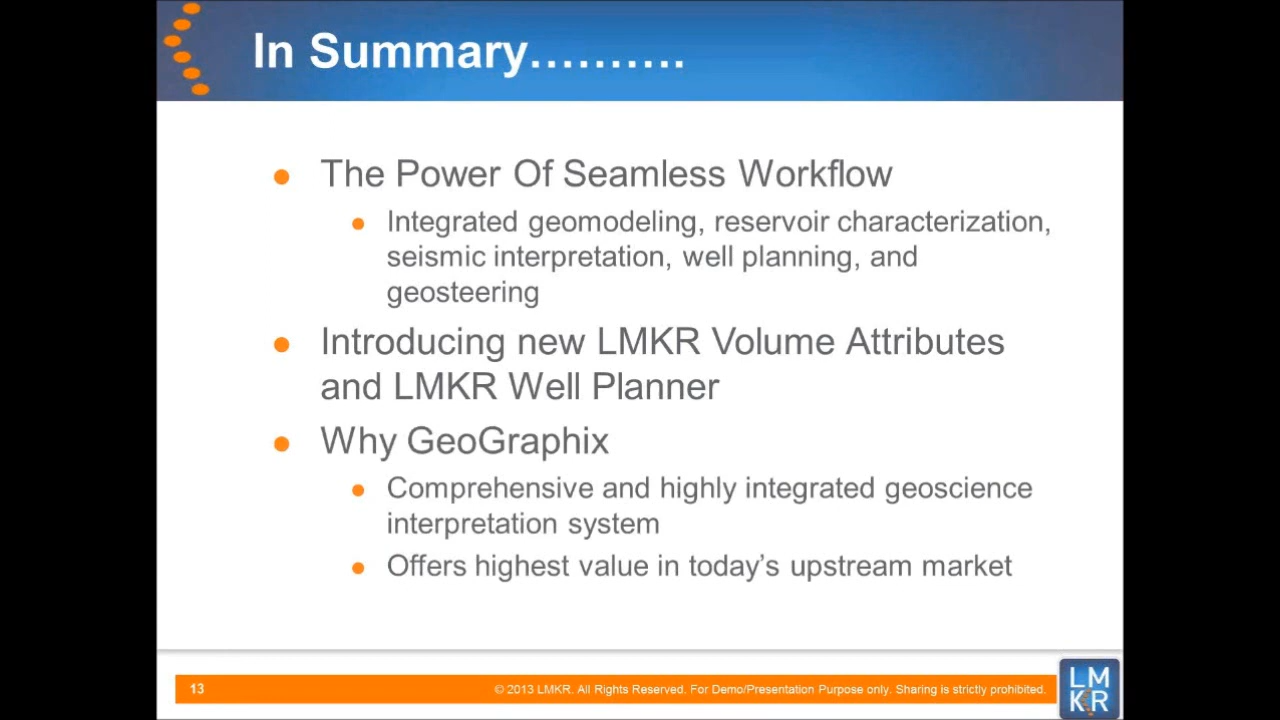 In Summary……….
The Power Of Seamless Workflow
Integrated geomodeling, reservoir characterization,
seismic interpretation, well planning, and
geosteering
Introducing new LMKR Volume Attributes
and LMKR Well Planner
Why GeoGraphix
Comprehensive and highly integrated geoscience
interpretation system
Offers highest value in today’s upstream market
13
© 2013 LMKR. All Rights Reserved. For Demo/Presentation Purpose only. Sharing is strictly prohibited.
LM
KR